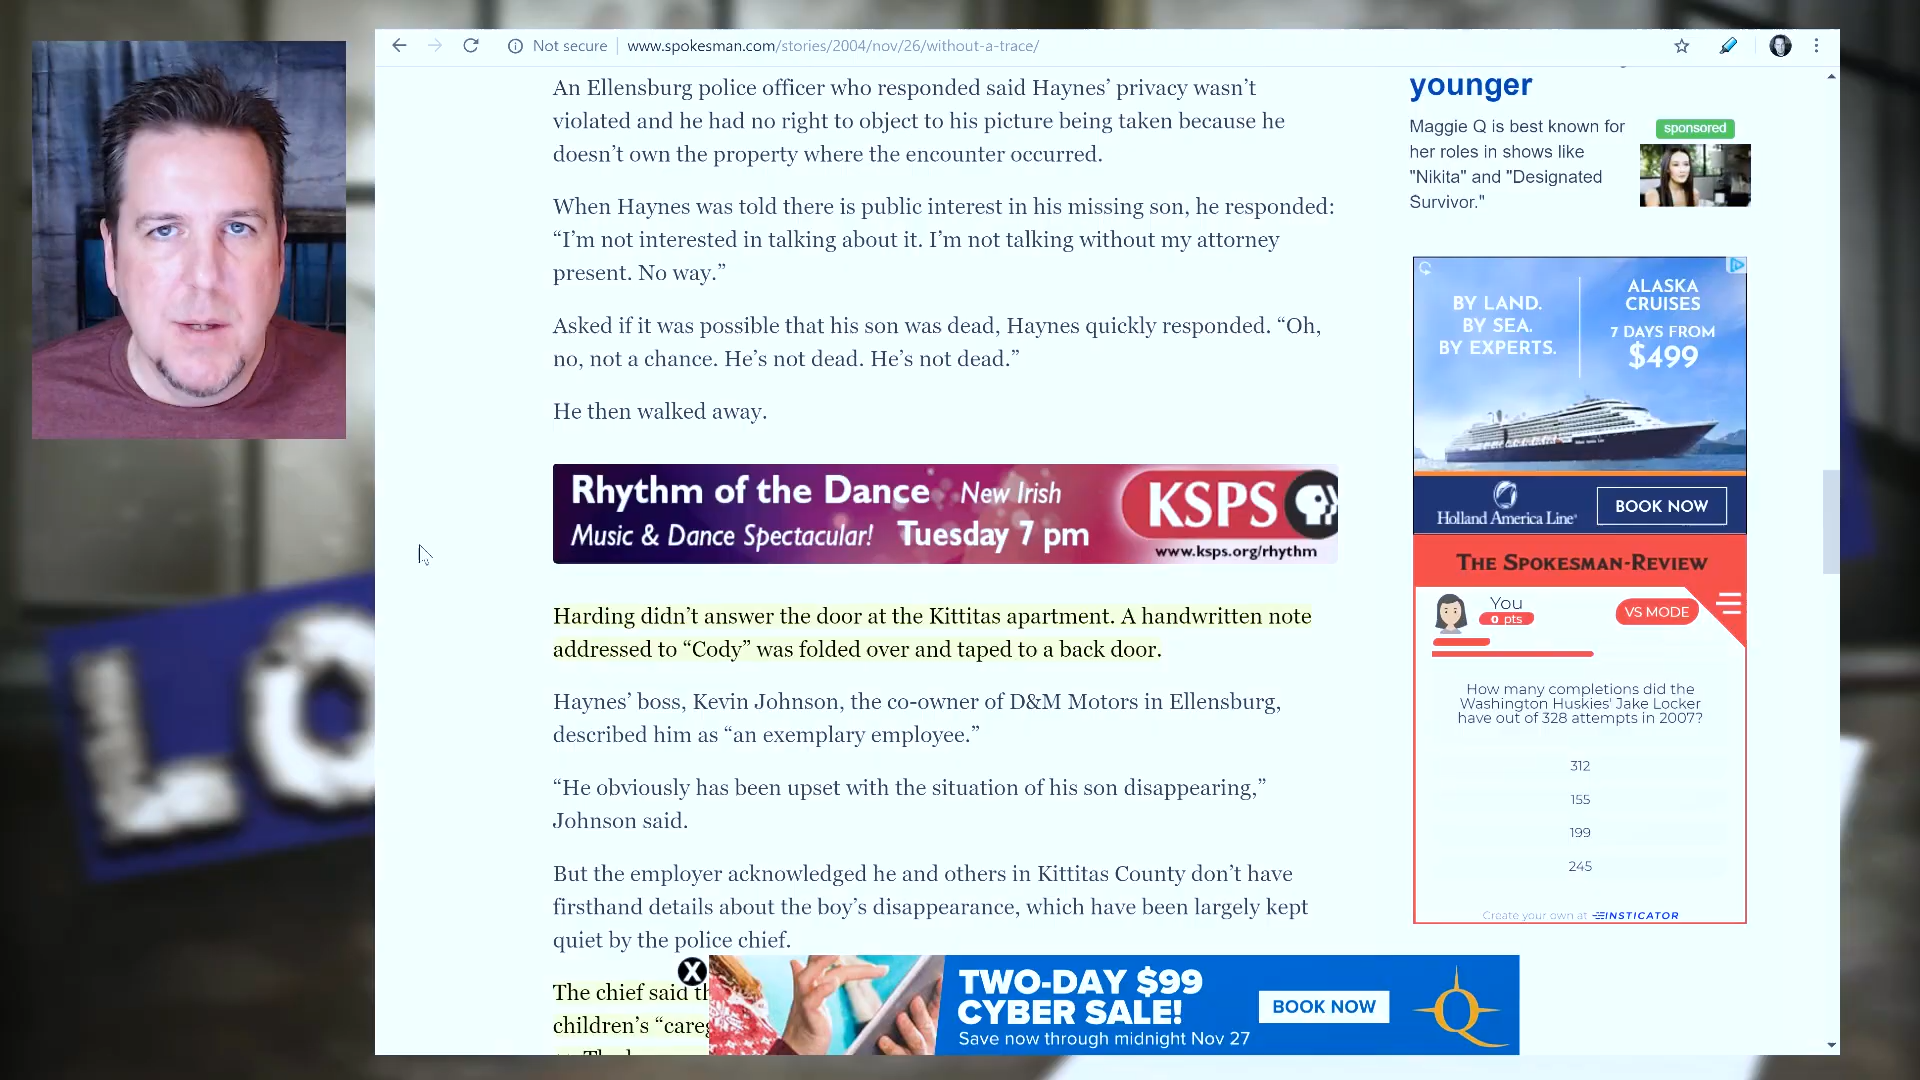 Not secure
www.spokesman.com/stories/2004/nov/26/without-a-trace/
An Ellensburg police officer who responded said Haynes’ privacy wasn’t
violated and he had no right to object to his picture being taken because he
doesn’t own the property where the encounter occurred.
When Haynes was told there is public interest in his missing son, he responded:
“I’m not interested in talking about it. I’m not talking without my attorney
present. No way.”
Asked if it was possible that his son was dead, Haynes quickly responded. “Oh,
no, not a chance. He’s not dead. He’s not dead.”
He then walked away.
Rhythm of the Dance New Irish
Music & Dance Spectacular! Tuesday 7 pm
KSPS
www.ksps.org/rhythm
Harding didn’t answer the door at the Kittitas apartment. A handwritten note
addressed to “Cody” was folded over and taped to a back door.
Haynes’ boss, Kevin Johnson, the co-owner of D&M Motors in Ellensburg,
described him as “an exemplary employee.”
“He obviously has been upset with the situation of his son disappearing,”
Johnson said.
But the employer acknowledged he and others in Kittitas County don’t have
firsthand details about the boy’s disappearance, which have been largely kept
quiet by the police chief.
The chief said th
children’s “careg
X
TWO-DAY $99
CYBER SALE!
Save now through midnight Nov 27
BOOK NOW
Q
younger
Maggie Q is best known for
her roles in shows like
"Nikita" and "Designated
Survivor."
sponsored
BY LAND.
BY SEA.
BY EXPERTS.
ALASKA
CRUISES
7 DAYS FROM
$499
Holland America Line
BOOK NOW
THE SPOKESMAN-REVIEW
You
0 pts
VS MODE
How many completions did the
Washington Huskies' Jake Locker
have out of 328 attempts in 2007?
312
155
199
245
Create your own at INSTICATOR
LO